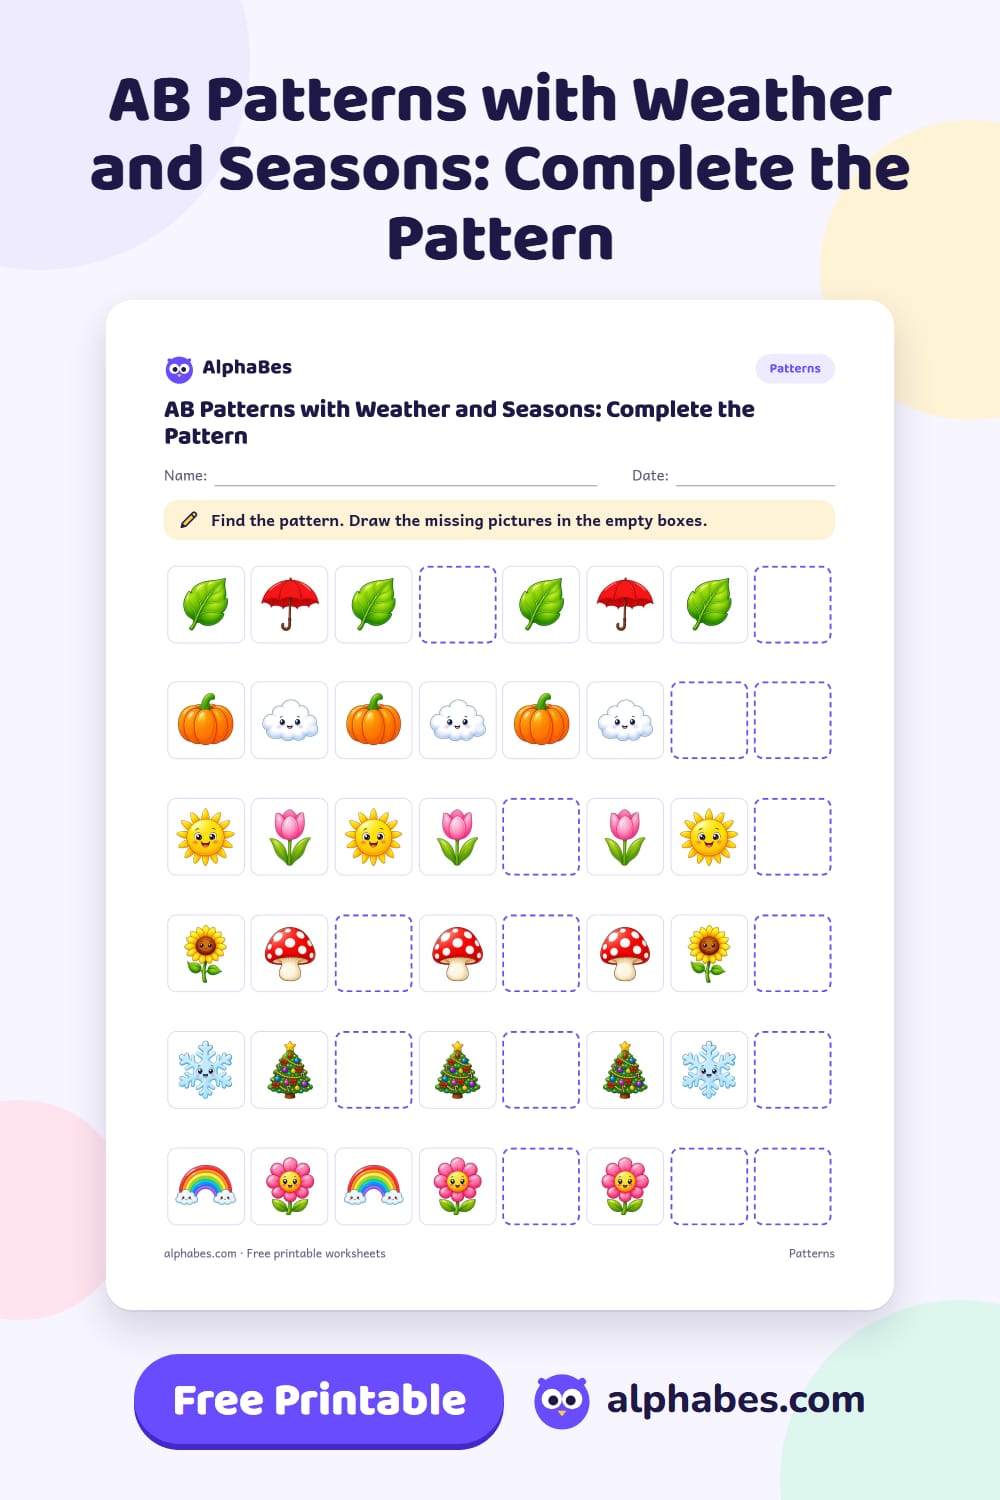 AB Patterns with Weather
and Seasons: Complete the
Pattern
AlphaBes
Patterns
AB Patterns with Weather and Seasons: Complete the
Pattern
Name:
Date:
Find the pattern. Draw the missing pictures in the empty boxes.
alphabes.com · Free printable worksheets
Patterns
Free Printable
alphabes.com